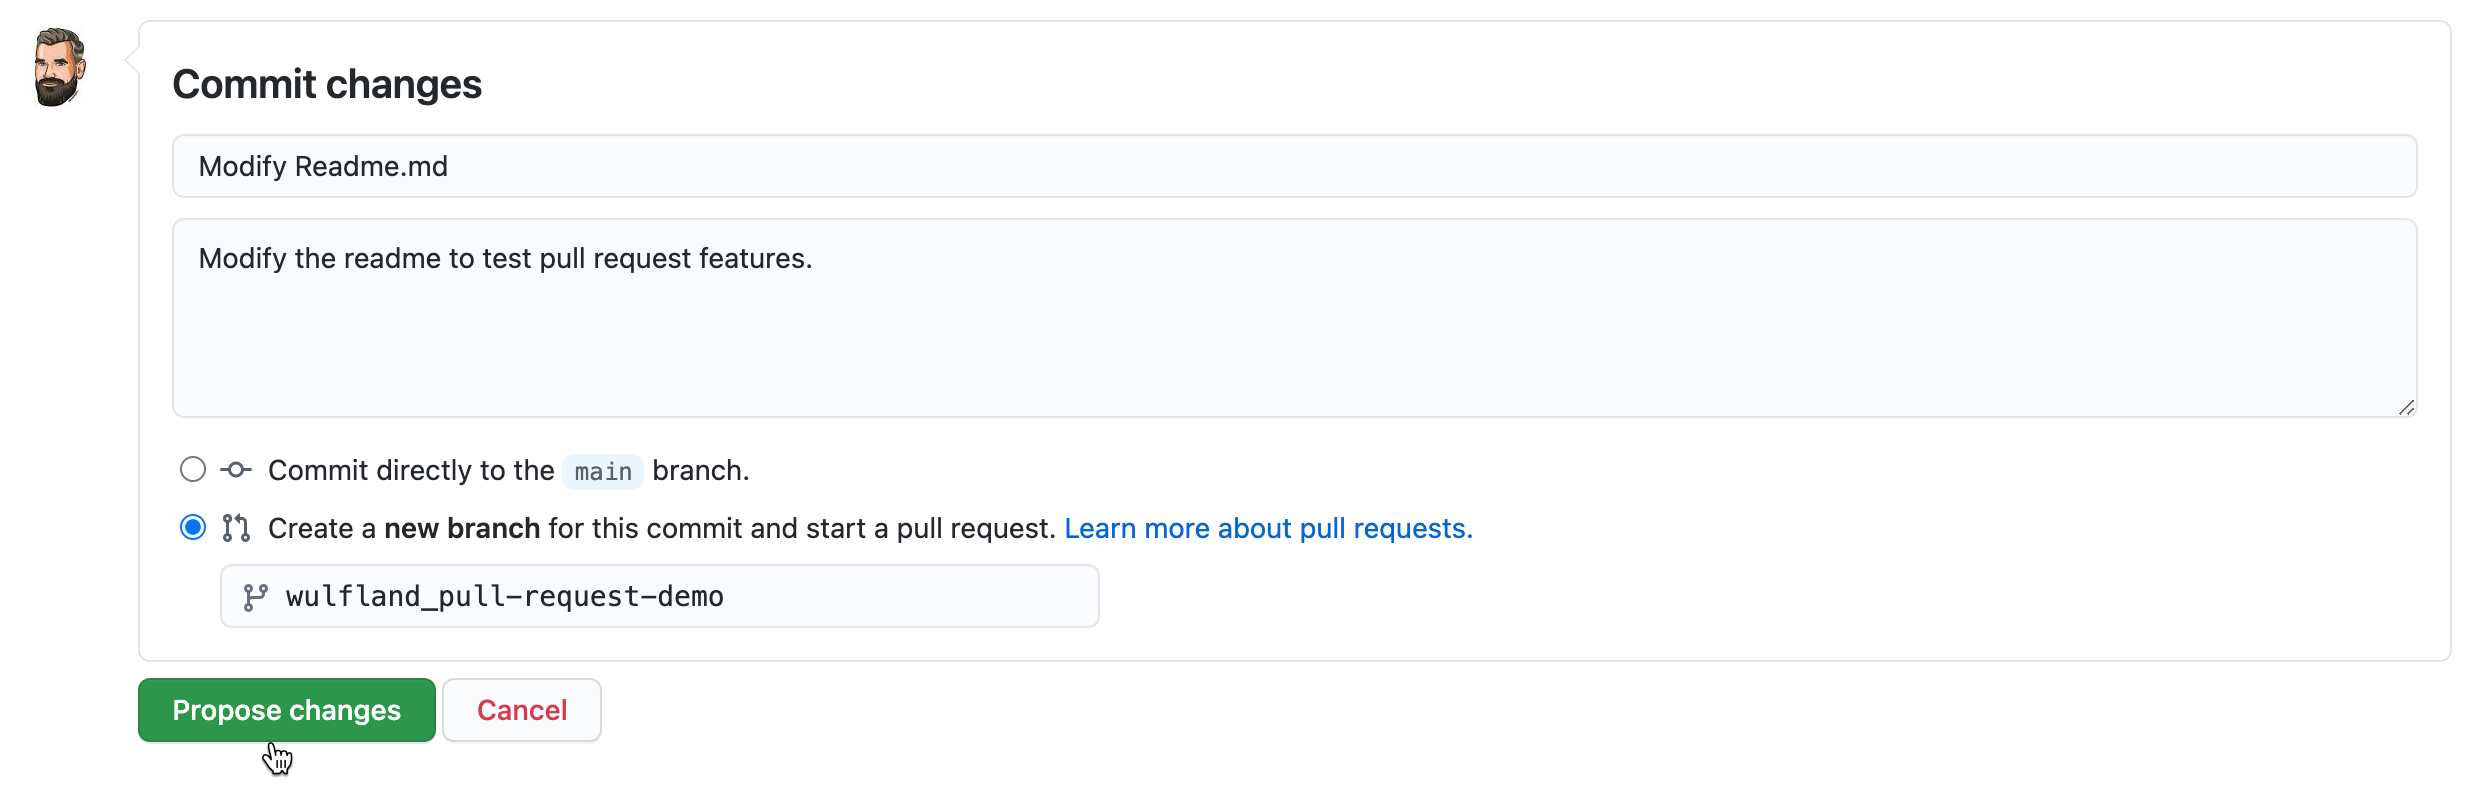 Commit changes
Modify Readme.md
Modify the readme to test pull request features.
Commit directly to the main branch.
Create a new branch for this commit and start a pull request. Learn more about pull requests.
wulfland_pull-request-demo
Propose changes Cancel